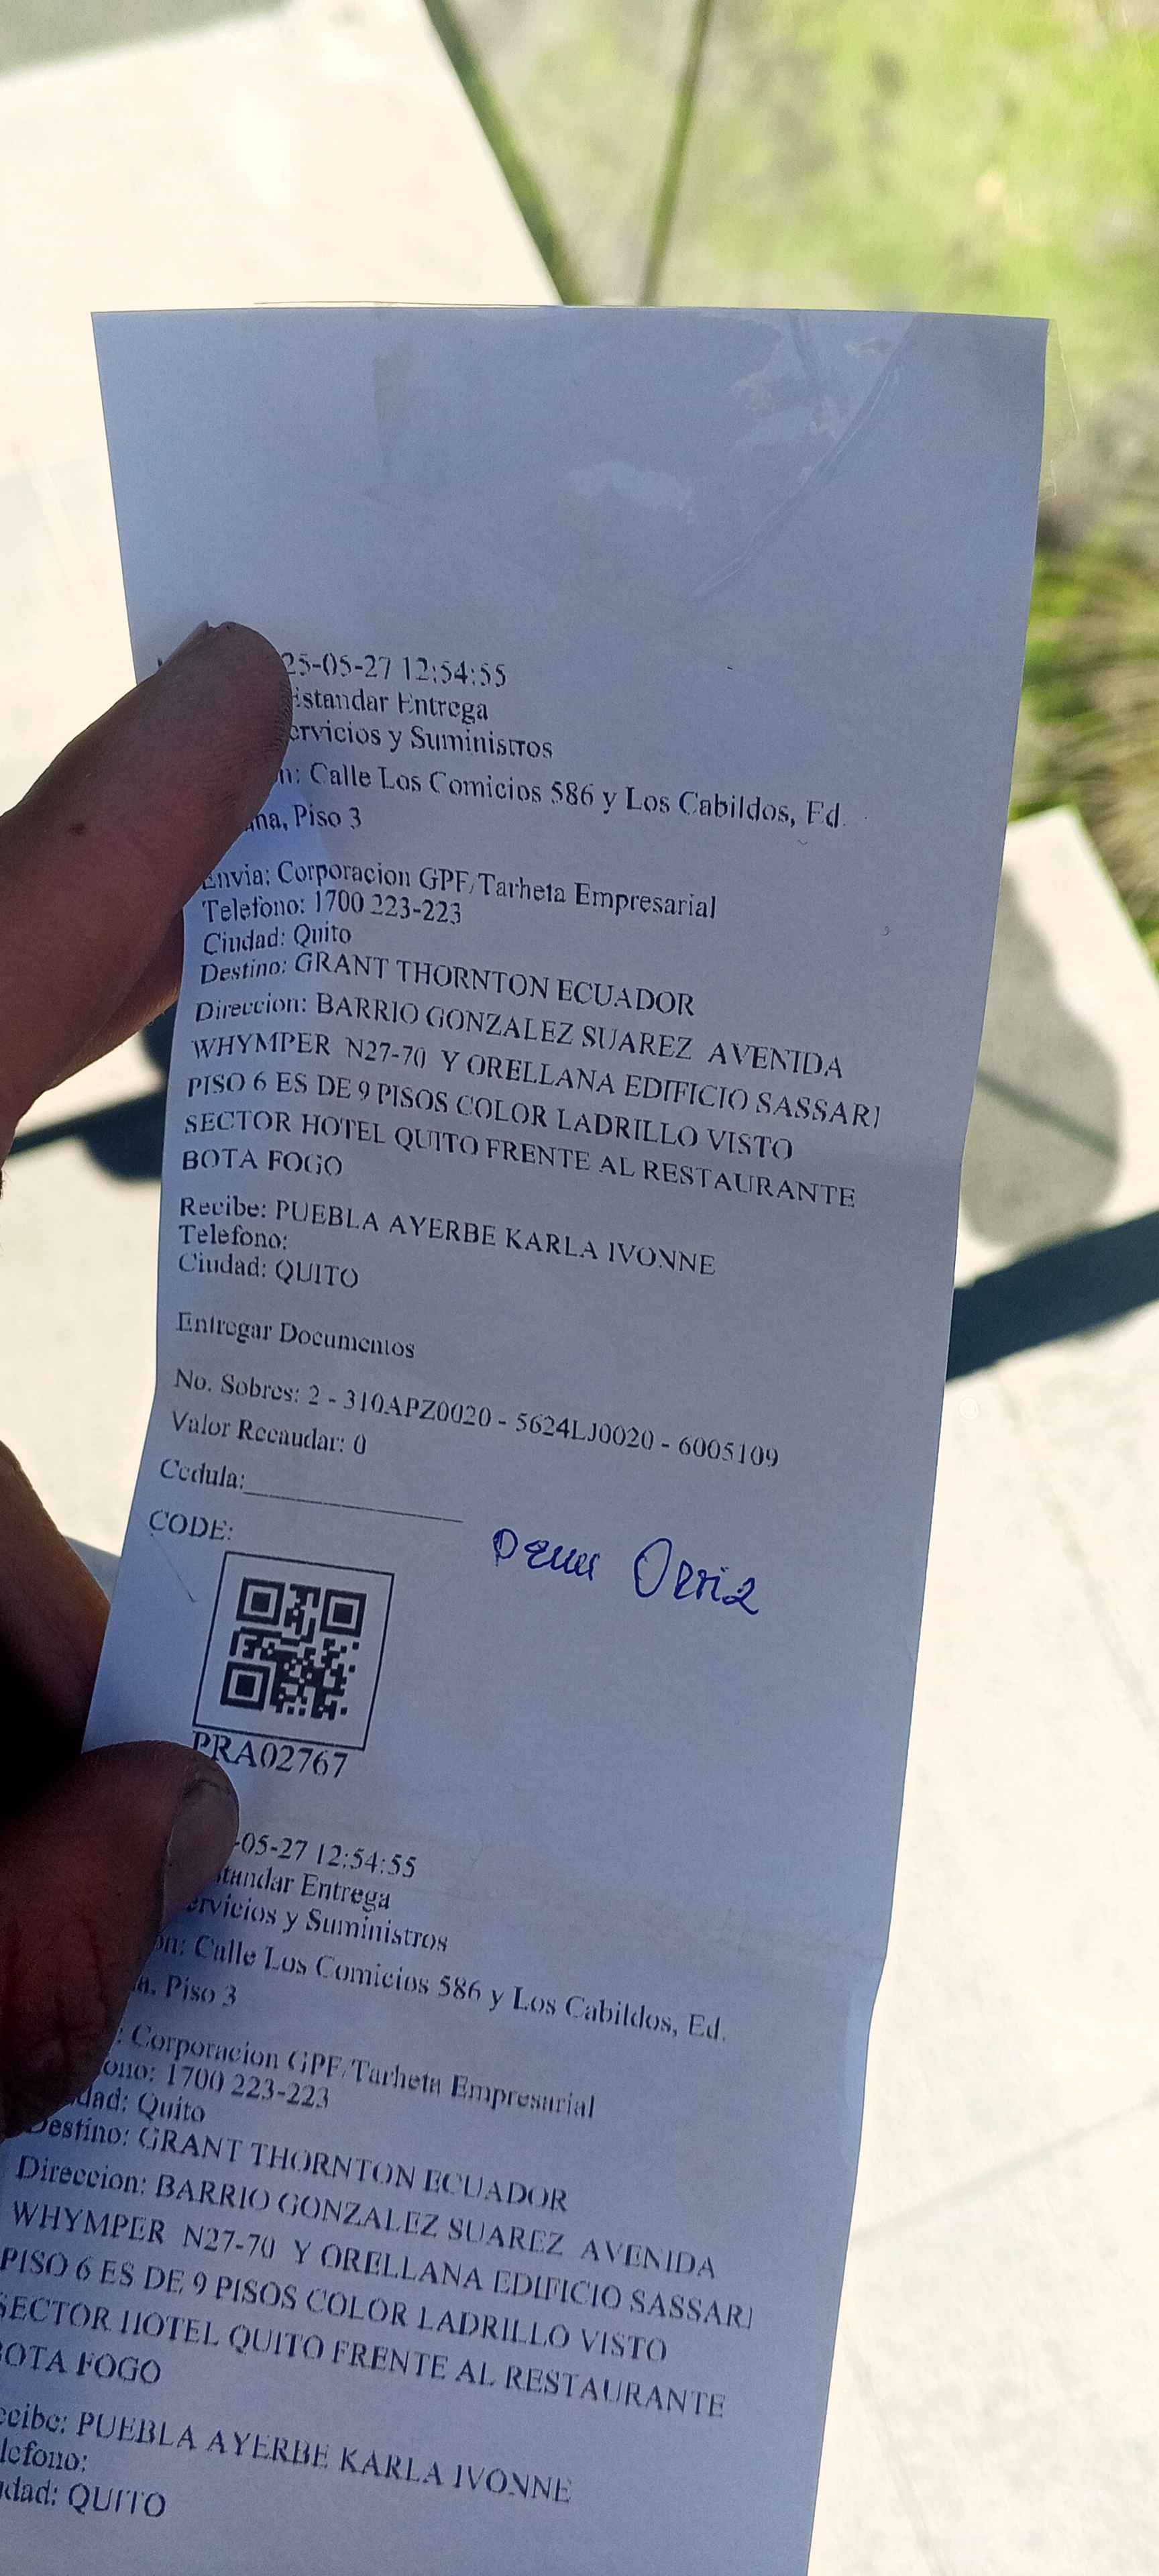 25-05-27 12:54:55
Estandar Entrega
ervicios y Suministros
n: Calle Los Comicios 586 y Los Cabildos, Ed.
na, Piso 3
Envia: Corporacion GPF/Tarheta Empresarial
Telefono: 1700 223-223
Ciudad: Quito
Destino: GRANT THORNTON ECUADOR
Direccion: BARRIO GONZALEZ SUAREZ AVENIDA
WHYMPER N27-70 Y ORELLANA EDIFICIO SASSARI
PISO 6 ES DE 9 PISOS COLOR LADRILLO VISTO
SECTOR HOTEL QUITO FRENTE AL RESTAURANTE
BOTA FOGO
Recibe: PUEBLA AYERBE KARLA IVONNE
Telefono:
Ciudad: QUITO
Entregar Documentos
No. Sobres: 2 - 310APZ0020 - 5624LJ0020 - 6005109
Valor Recaudar: 0
Cedula:
CODE:
Ortiz
PRA02767
-05-27 12:54:55
tandar Entrega
ervicios y Suministros
on: Calle Los Comicios 586 y Los Cabildos, Ed.
a, Piso 3
: Corporacion GPF/Tarheta Empresarial
ono: 1700 223-223
dad: Quito
Destino: GRANT THORNTON ECUADOR
Direccion: BARRIO GONZALEZ SUAREZ AVENIDA
WHYMPER N27-70 Y ORELLANA EDIFICIO SASSARI
PISO 6 ES DE 9 PISOS COLOR LADRILLO VISTO
SECTOR HOTEL QUITO FRENTE AL RESTAURANTE
BOTA FOGO
ecibe: PUEBLA AYERBE KARLA IVONNE
lefono:
dad: QUITO